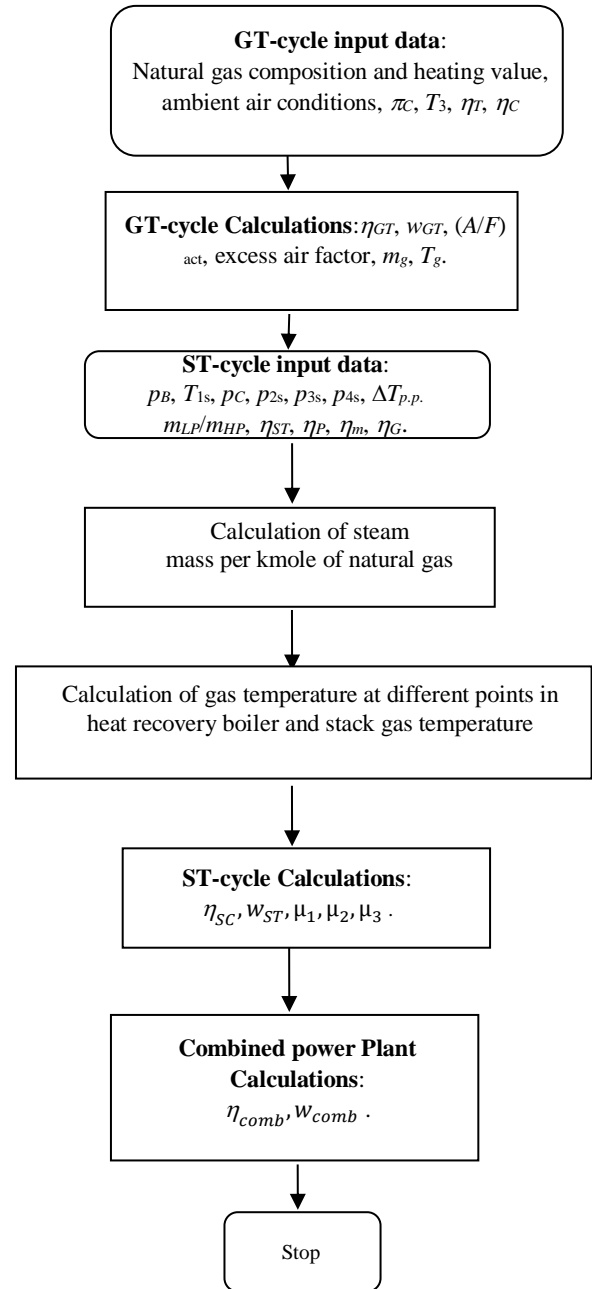 GT-cycle input data:
Natural gas composition and heating value,
ambient air conditions, πC, T3, ηT, ηC
GT-cycle Calculations:ηGT, wGT, (A/F)
act, excess air factor, mg, Tg.
ST-cycle input data:
pB, T1s, pC, p2s, p3s, p4s, ΔTp.p.
mLP/mHP, ηST, ηP, ηm, ηG.
Calculation of steam
mass per kmole of natural gas
Calculation of gas temperature at different points in
heat recovery boiler and stack gas temperature
ST-cycle Calculations:
ηSC, wST, μ1, μ2, μ3 .
Combined power Plant
Calculations:
ηcomb, wcomb .
Stop